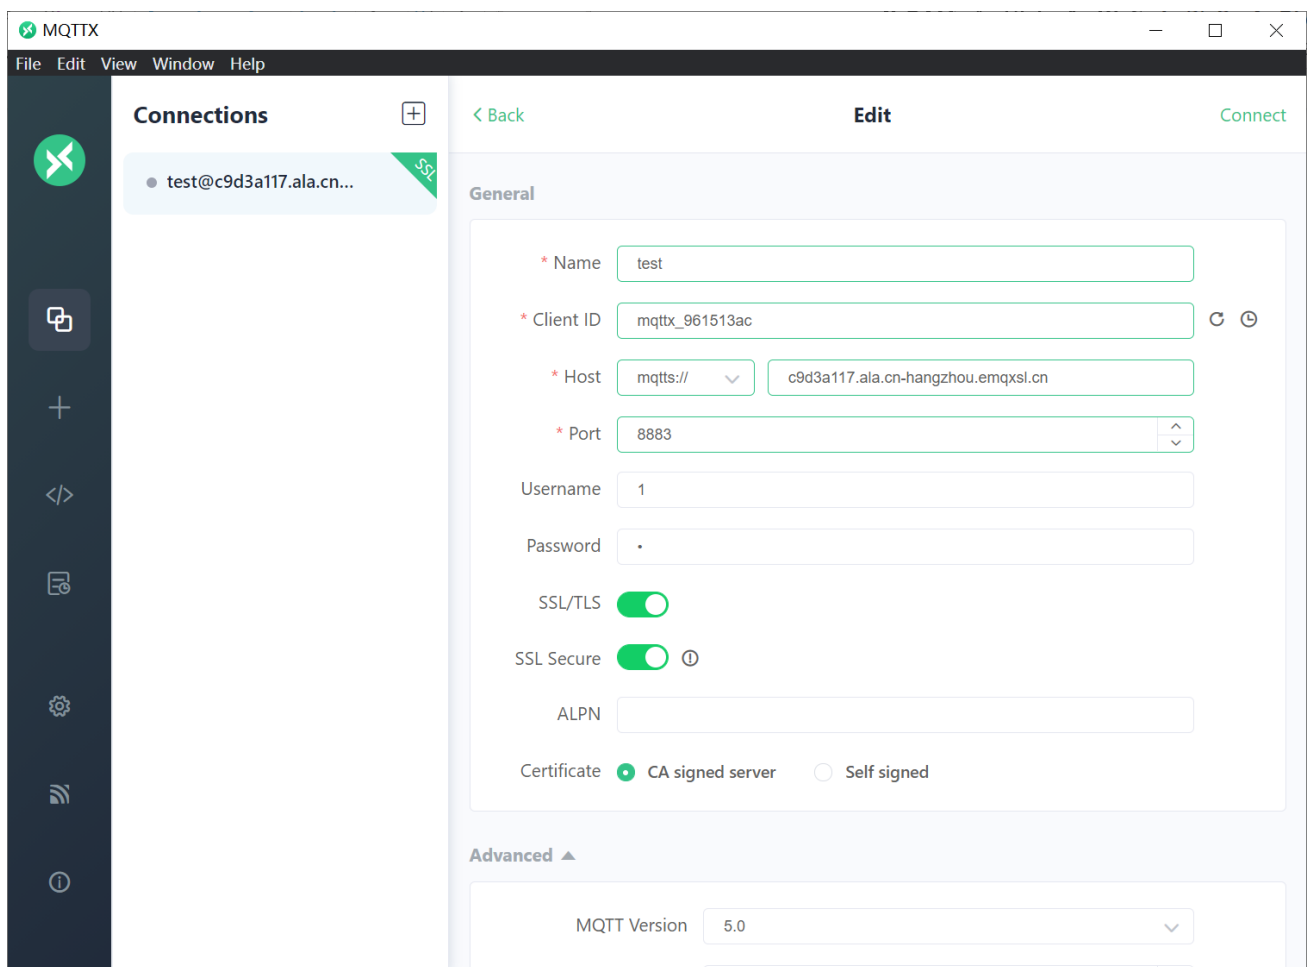 MQTTX
File Edit View Window Help
Connections
Back
Edit
Connect
test@c9d3a117.ala.cn...
SSL
General
* Name test
* Client ID mqttx_961513ac
* Host mqtts:// c9d3a117.ala.cn-hangzhou.emqxsl.cn
* Port 8883
Username 1
Password •
SSL/TLS
SSL Secure
ALPN
Certificate CA signed server Self signed
Advanced
MQTT Version 5.0